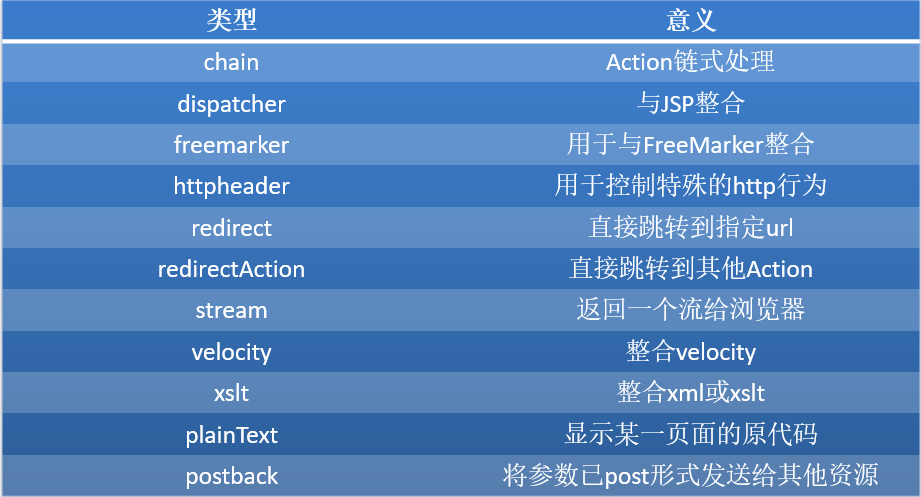 类型 意义
chain Action链式处理
dispatcher 与JSP整合
freemarker 用于与FreeMarker整合
httpheader 用于控制特殊的http行为
redirect 直接跳转到指定url
redirectAction 直接跳转到其他Action
stream 返回一个流给浏览器
velocity 整合velocity
xslt 整合xml或xslt
plainText 显示某一页面的原代码
postback 将参数已post形式发送给其他资源